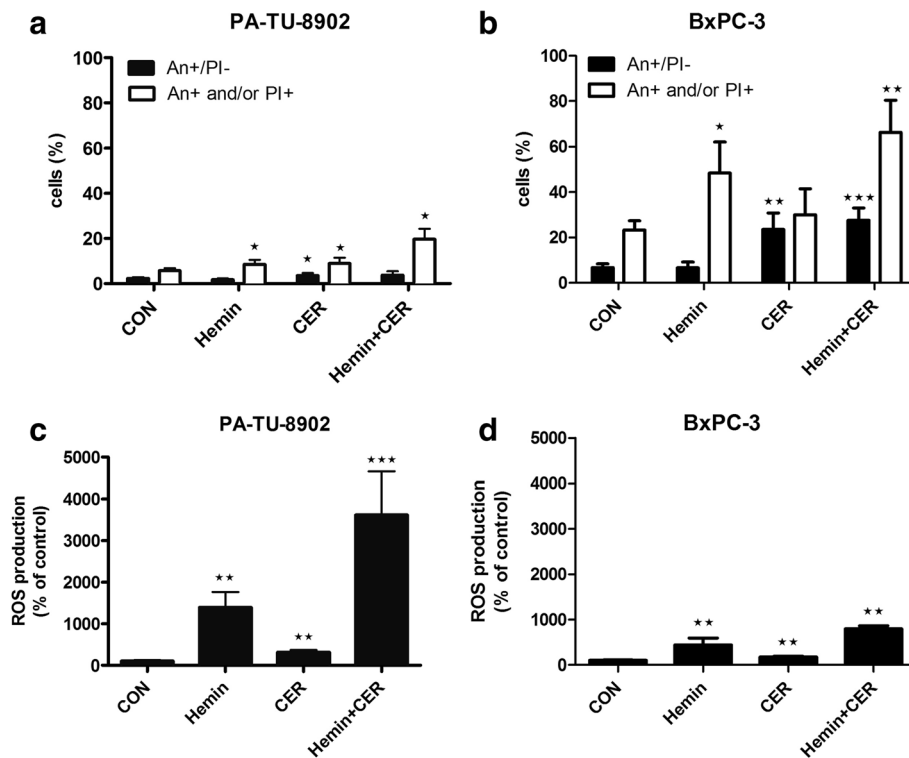 a
PA-TU-8902
100
80
60
40
20
0
cells (%)
An+/PI-
An+ and/or PI+
★
★
★
★
CON
Hemin
CER
Hemin+CER
b
BxPC-3
100
80
60
40
20
0
cells (%)
An+/PI-
An+ and/or PI+
★
★★
★★★
★★
CON
Hemin
CER
Hemin+CER
c
PA-TU-8902
5000
4000
3000
2000
1000
0
ROS production
(% of control)
★★
★★
★★★
CON
Hemin
CER
Hemin+CER
d
BxPC-3
5000
4000
3000
2000
1000
0
ROS production
(% of control)
★★
★★
★★
CON
Hemin
CER
Hemin+CER